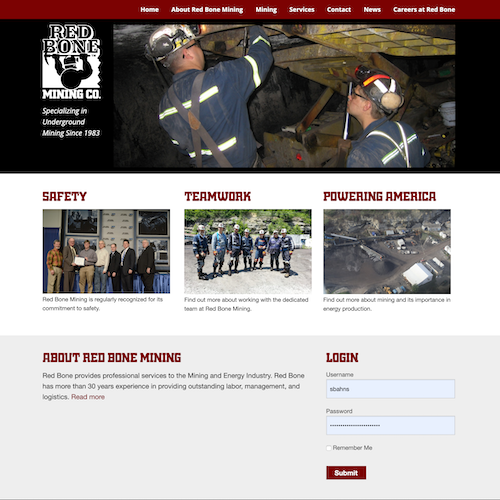 Home About Red Bone Mining Mining Services Contact News Careers at Red Bone
RED
BONE
MINING CO.
Specializing in
Underground
Mining Since 1983
SAFETY TEAMWORK POWERING AMERICA
Red Bone Mining is regularly recognized for its
commitment to safety.
Find out more about working with the dedicated
team at Red Bone Mining.
Find out more about mining and its importance in
energy production.
ABOUT RED BONE MINING
Red Bone provides professional services to the Mining and Energy Industry. Red Bone
has more than 30 years experience in providing outstanding labor, management, and
logistics. Read more
LOGIN
Username
sbahns
Password
Remember Me
Submit